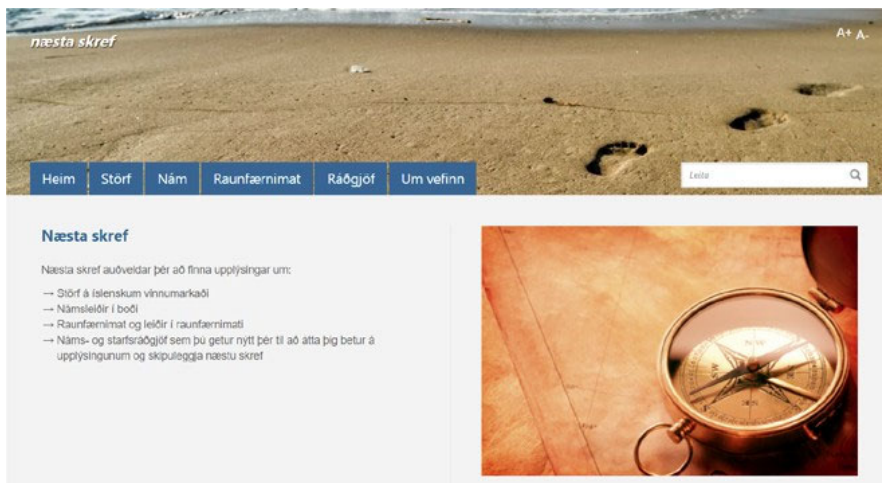 næsta skref
A+ A-
Heim Störf Nám Raunfærnimat Ráðgjöf Um vefinn
Leita
Næsta skref
Næsta skref auðveldar þér að finna upplýsingar um:
→ Störf á íslenskum vinnumarkaði
→ Námsleiðir í boði
→ Raunfærnimat og leiðir í raunfærnimati
→ Náms- og starfsráðgjöf sem þú getur nýtt þér til að átta þig betur á
upplýsingunum og skipuleggja næstu skref
NW
SW